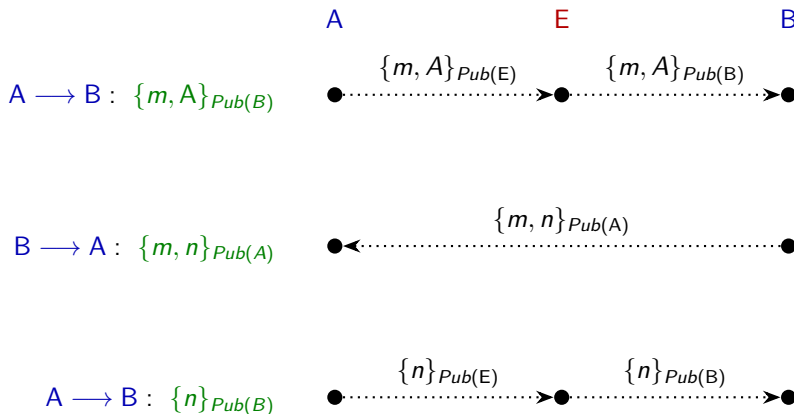 A E B
A ⟶ B : {m, A}Pub(B) {m, A}Pub(E) {m, A}Pub(B)
B ⟶ A : {m, n}Pub(A) {m, n}Pub(A)
A ⟶ B : {n}Pub(B) {n}Pub(E) {n}Pub(B)